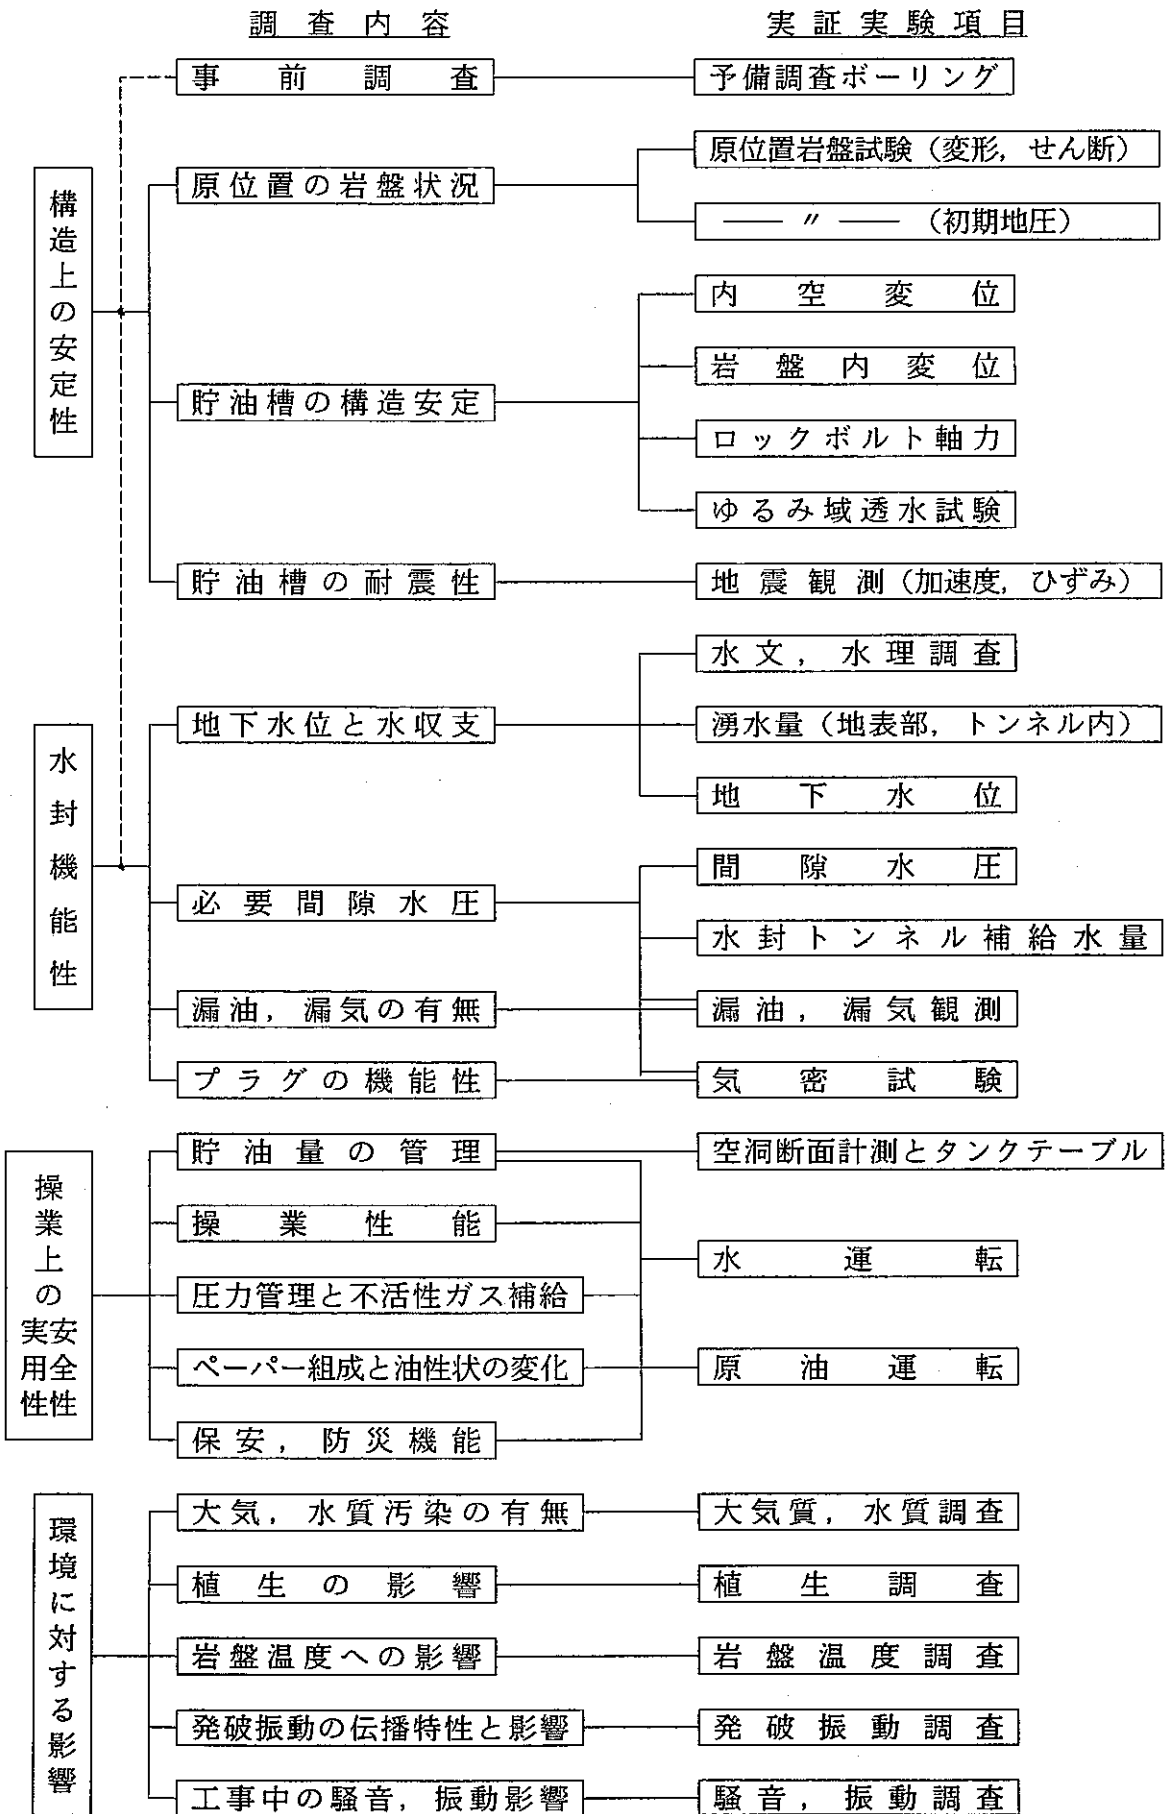 調査内容
実証実験項目
事前調査
予備調査ボーリング
構造上の安定性
原位置の岩盤状況
原位置岩盤試験（変形，せん断）
―― 〃 ――（初期地圧）
貯油槽の構造安定
内空変位
岩盤内変位
ロックボルト軸力
ゆるみ域透水試験
貯油槽の耐震性
地震観測（加速度，ひずみ）
水封機能性
地下水位と水収支
水文，水理調査
湧水量（地表部，トンネル内）
地下水位
必要間隙水圧
間隙水圧
水封トンネル補給水量
漏油，漏気の有無
漏油，漏気観測
プラグの機能性
気密試験
操業上の安全性
実用性
貯油量の管理
空洞断面計測とタンクテーブル
操業性能
水運転
圧力管理と不活性ガス補給
ペーパー組成と油性状の変化
原油運転
保安，防災機能
環境に対する影響
大気，水質汚染の有無
大気質，水質調査
植生の影響
植生調査
岩盤温度への影響
岩盤温度調査
発破振動の伝播特性と影響
発破振動調査
工事中の騒音，振動影響
騒音，振動調査